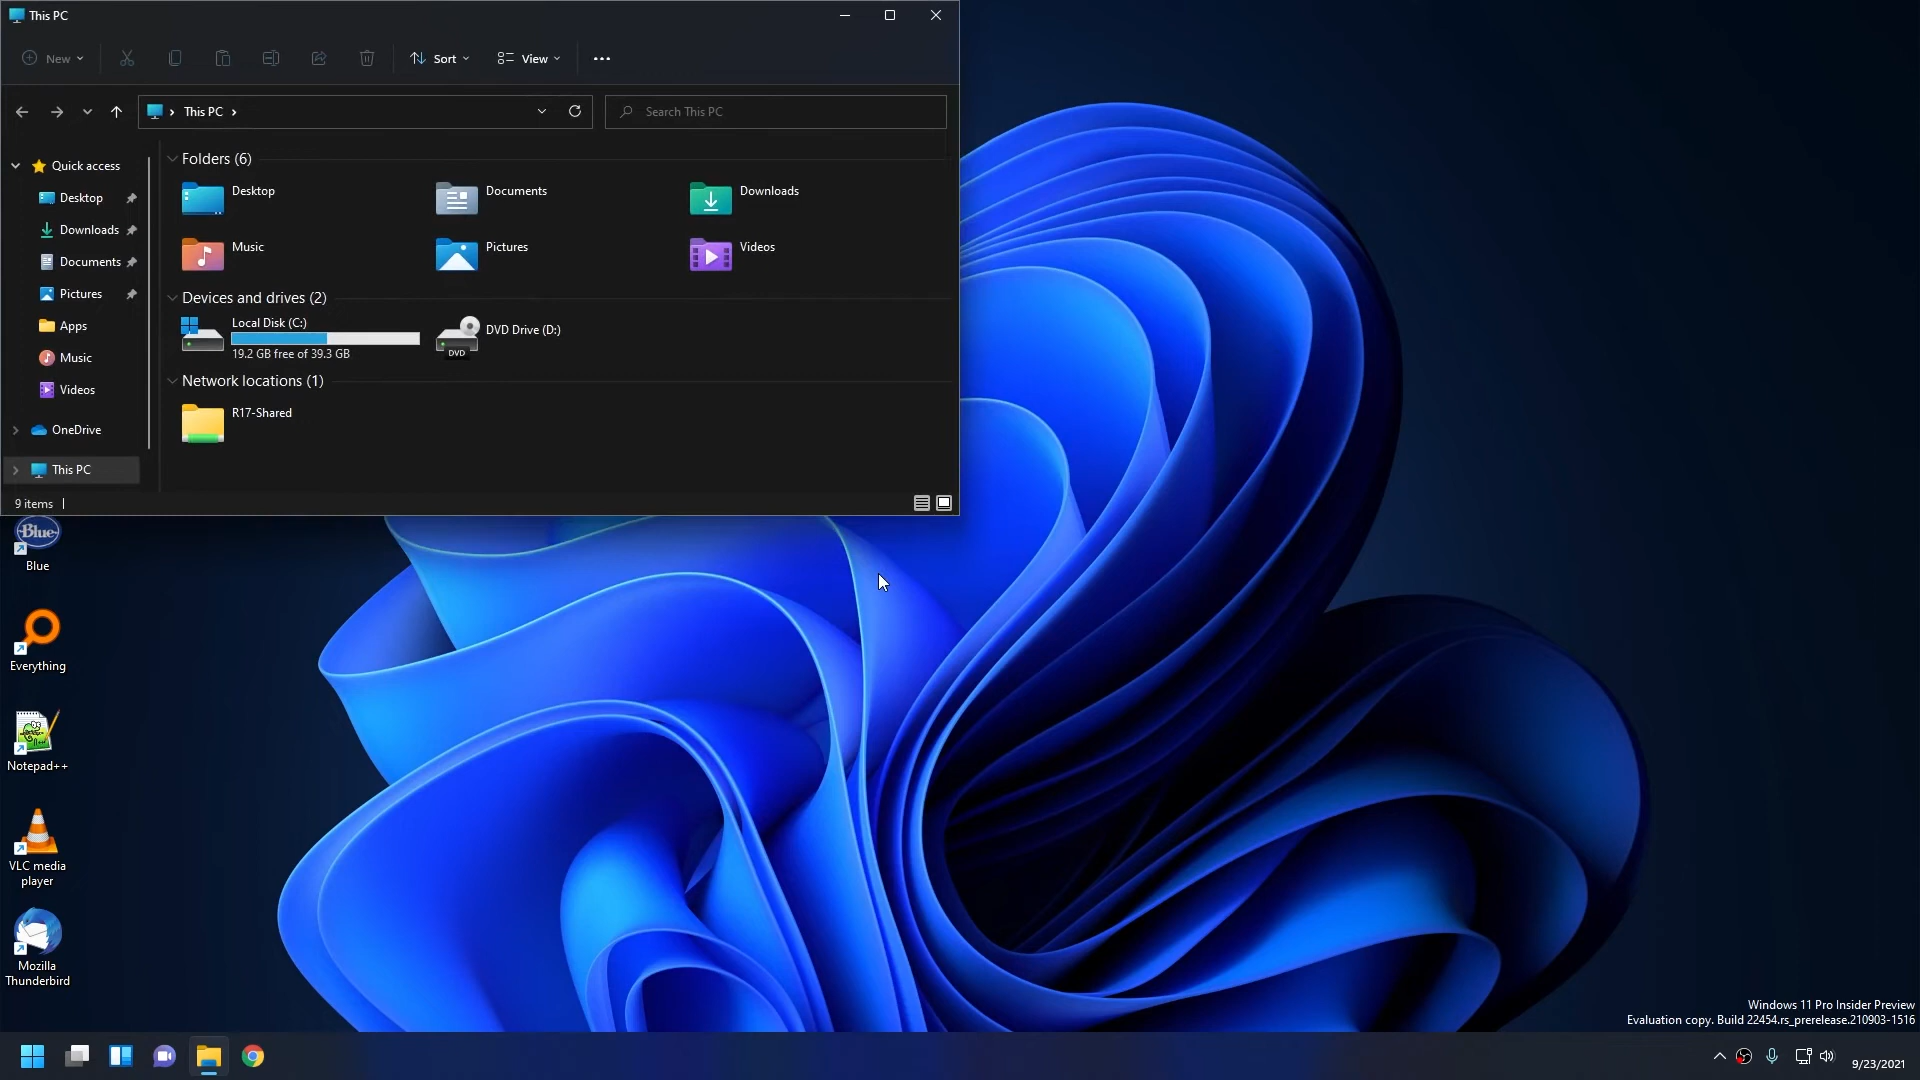 This PC
New
Sort
View
This PC
Search This PC
Quick access
Desktop
Downloads
Documents
Pictures
Apps
Music
Videos
OneDrive
This PC
Folders (6)
Desktop
Documents
Downloads
Music
Pictures
Videos
Devices and drives (2)
Local Disk (C:)
19.2 GB free of 39.3 GB
DVD Drive (D:)
DVD
Network locations (1)
R17-Shared
9 items
Blue
Blue
Everything
Notepad++
VLC media
player
Mozilla
Thunderbird
Windows 11 Pro Insider Preview
Evaluation copy. Build 22454.rs_prerelease.210903-1516
9/23/2021